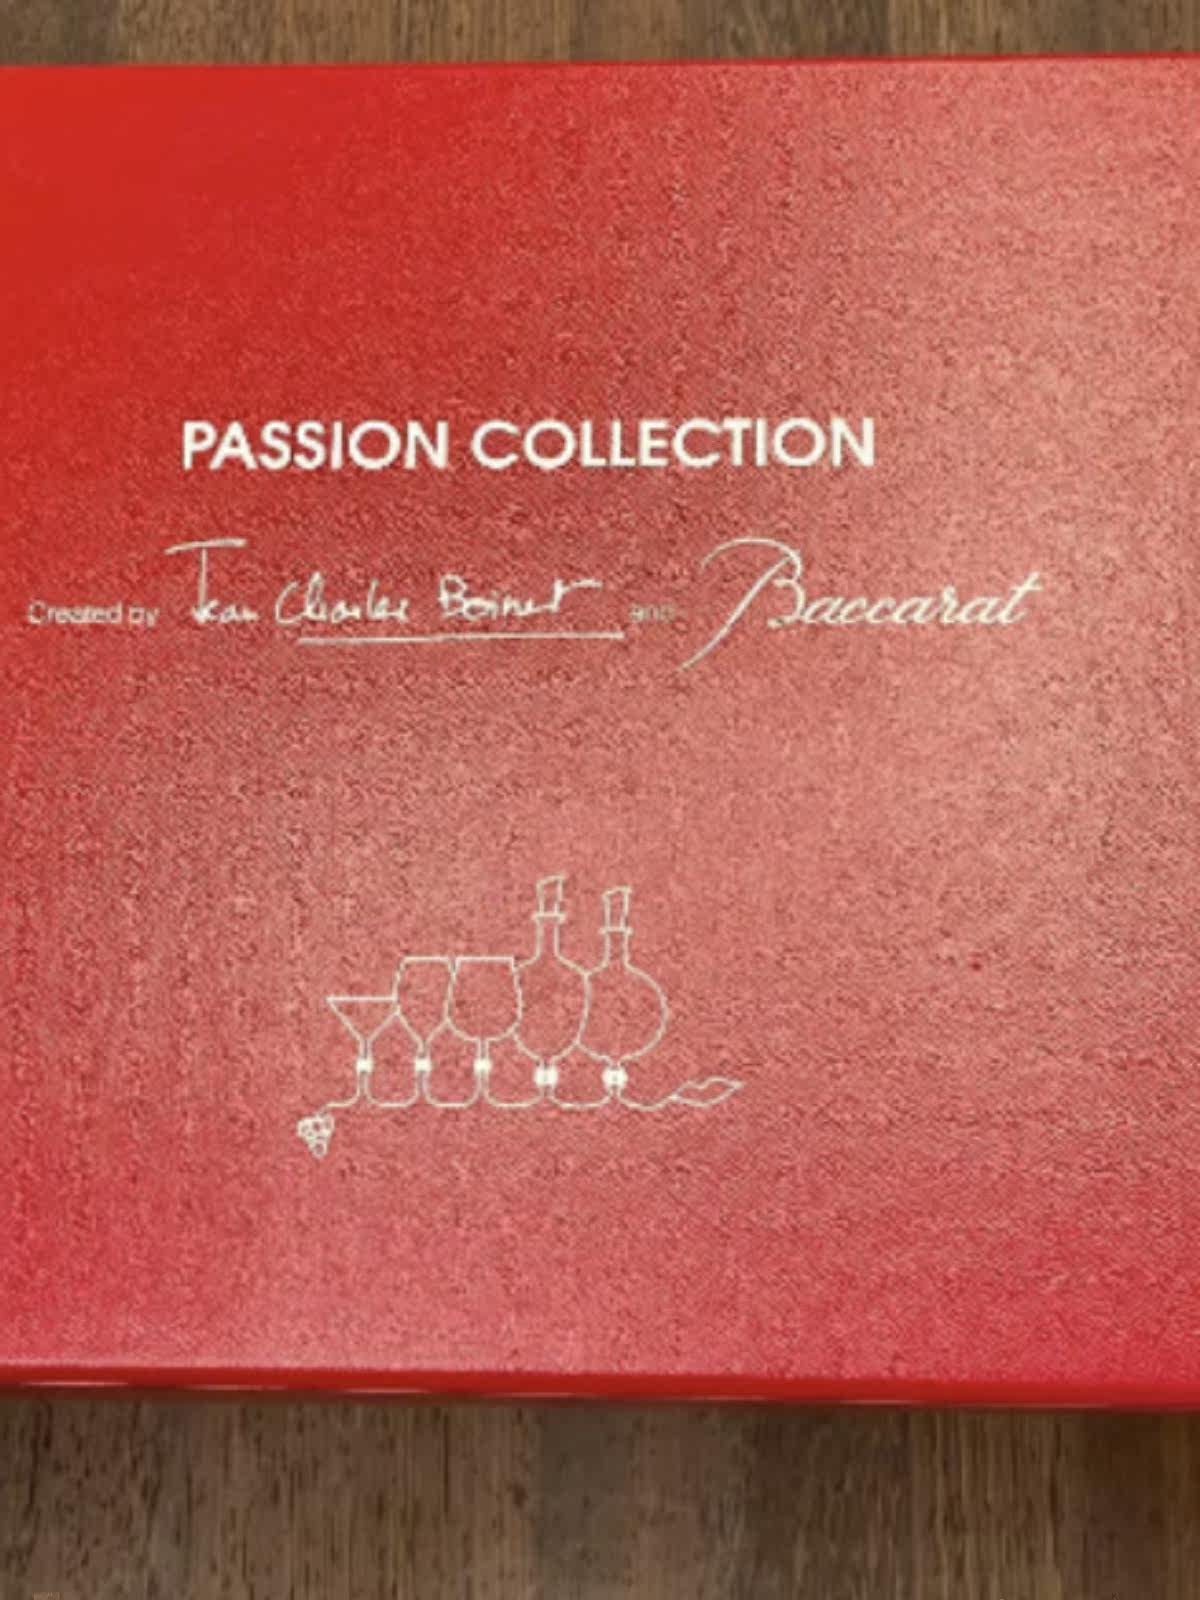 PASSION COLLECTION
Created by Jean Charles Boisset and Baccarat